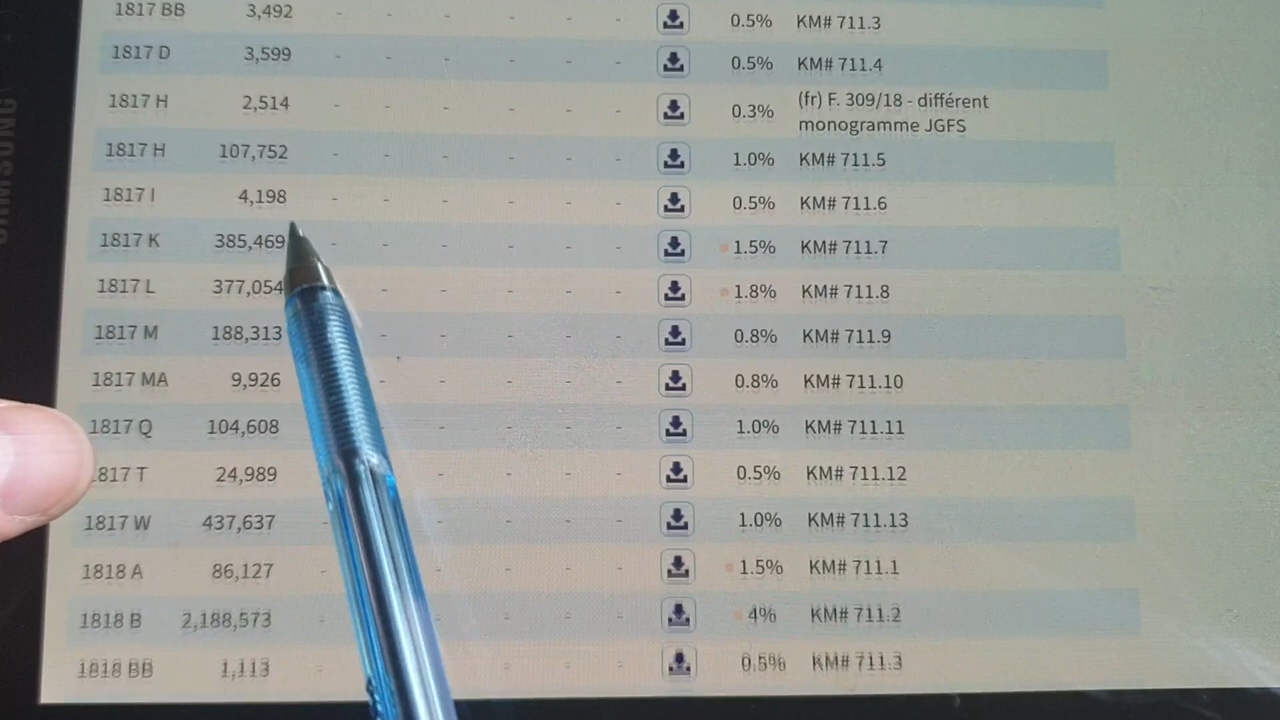 1817 BB 3,492 - - - - - - 0.5% KM# 711.3
1817 D 3,599 - - - - - - 0.5% KM# 711.4
1817 H 2,514 - - - - - - 0.3% (fr) F. 309/18 - différent
monogramme JGFS
1817 H 107,752 - - - - - - 1.0% KM# 711.5
1817 I 4,198 - - - - - - 0.5% KM# 711.6
1817 K 385,469 - - - - - - 1.5% KM# 711.7
1817 L 377,054 - - - - - 1.8% KM# 711.8
1817 M 188,313 - - - - - 0.8% KM# 711.9
1817 MA 9,926 - - - - - 0.8% KM# 711.10
1817 Q 104,608 - - - - - 1.0% KM# 711.11
1817 T 24,989 - - - - 0.5% KM# 711.12
1817 W 437,637 - - - - - 1.0% KM# 711.13
1818 A 86,127 - - - - - 1.5% KM# 711.1
1818 B 2,188,573 - - - - - 4% KM# 711.2
1818 BB 1,113 - - - - 0.5% KM# 711.3
SAMSUNG